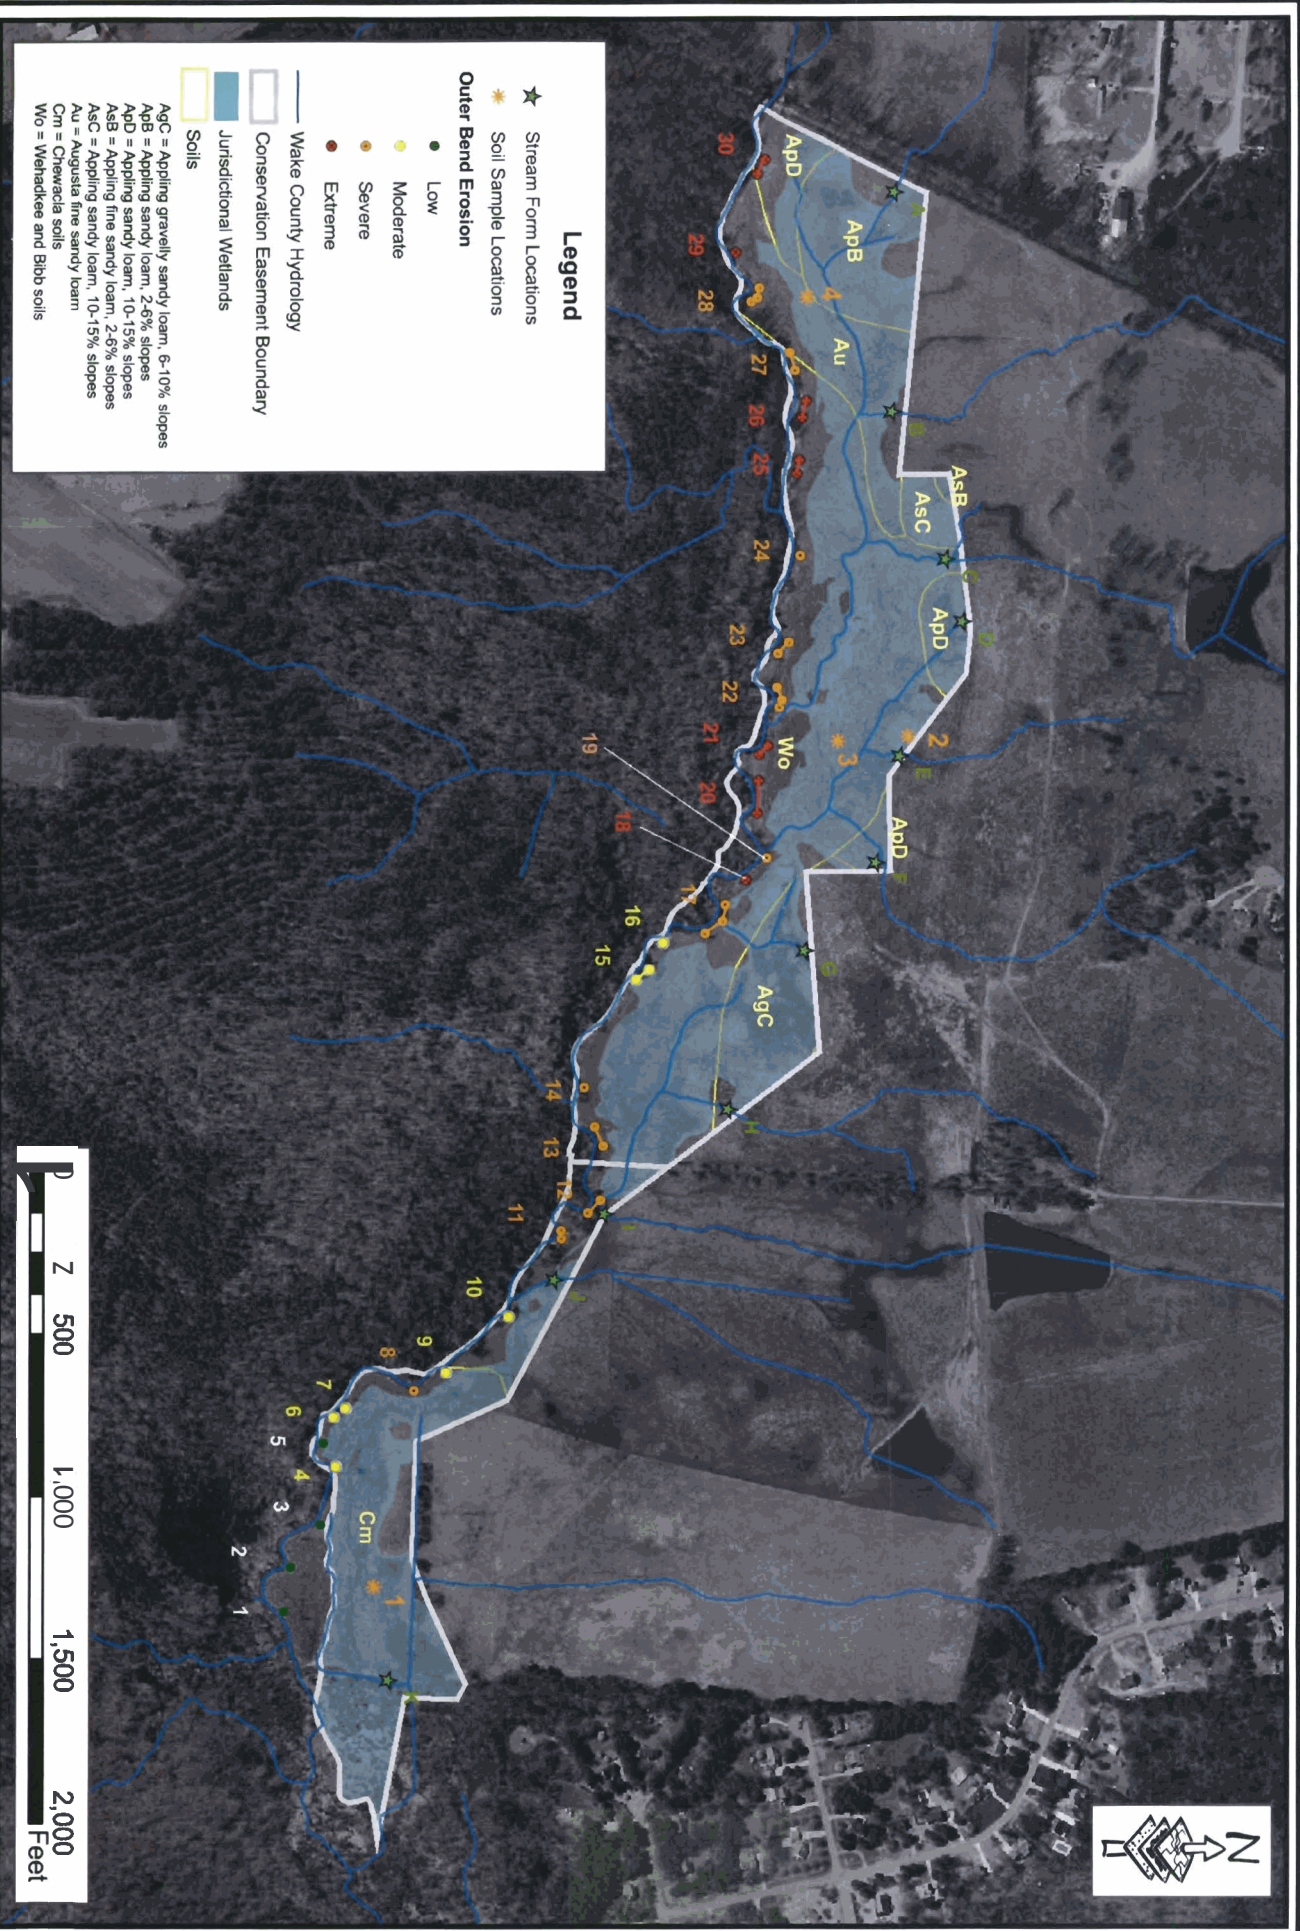 Legend
Stream Form Locations
Soil Sample Locations
Outer Bend Erosion
Low
Moderate
Severe
Extreme
Wake County Hydrology
Conservation Easement Boundary
Jurisdictional Wetlands
Soils
AgC = Appling gravelly sandy loam, 6-10% slopes
ApB = Appling sandy loam, 2-6% slopes
ApD = Appling sandy loam, 10-15% slopes
AsB = Appling fine sandy loam, 2-6% slopes
AsC = Appling sandy loam, 10-15% slopes
Au = Augusta fine sandy loam
Cm = Chewacla soils
Wo = Wehadkee and Bibb soils
A
ApD
ApB
30
29
28
4
Au
27
26
25
B
AsB
AsC
C
D
ApD
24
23
22
21
20
19
18
Wo
2
3
E
ApD
F
17
16
15
G
AgC
14
13
H
12
11
I
10
J
9
8
7
6
5
4
3
2
1
Cm
1
K
N
500
1,000
1,500
2,000
Feet